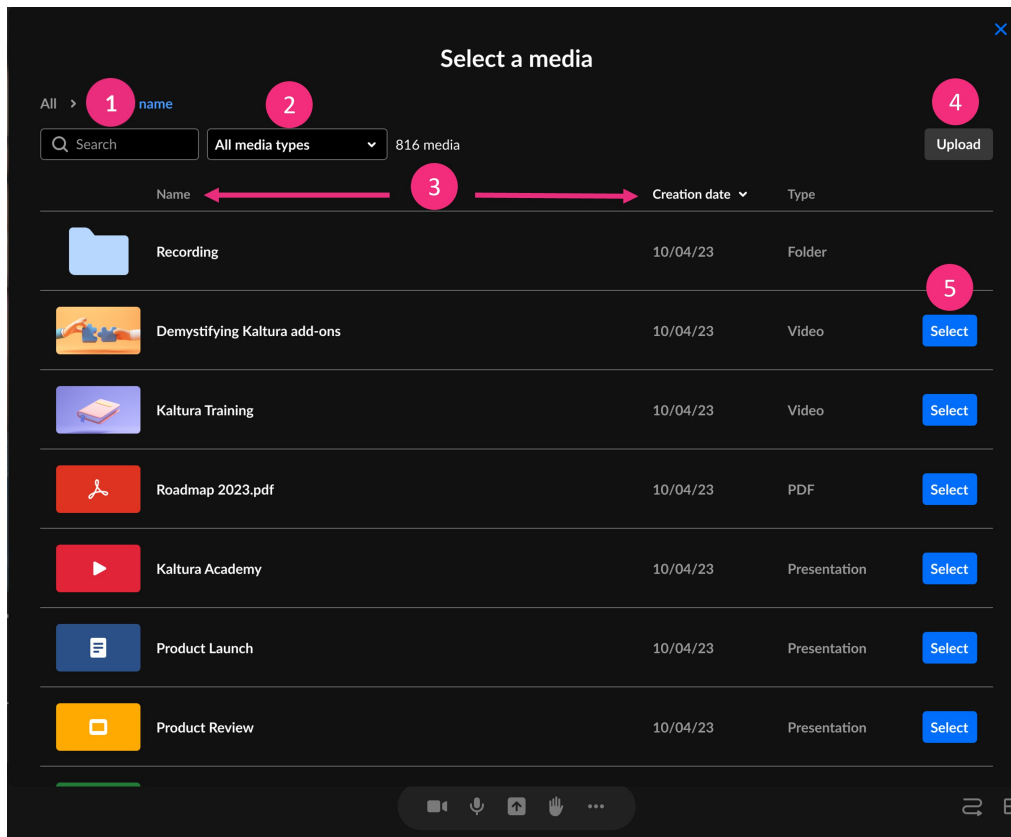 Select a media
All > 1 name
2
4
Search
All media types
816 media
Upload
3
Name
Creation date
Type
Recording
10/04/23
Folder
5
Demystifying Kaltura add-ons
10/04/23
Video
Select
Kaltura Training
10/04/23
Video
Select
Roadmap 2023.pdf
10/04/23
PDF
Select
Kaltura Academy
10/04/23
Presentation
Select
Product Launch
10/04/23
Presentation
Select
Product Review
10/04/23
Presentation
Select